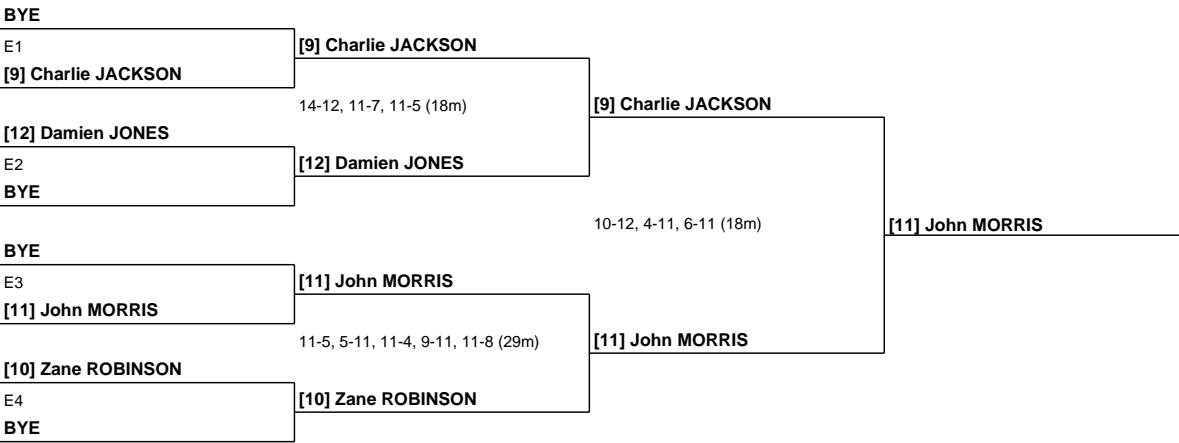 BYE
E1
[9] Charlie JACKSON
[9] Charlie JACKSON
14-12, 11-7, 11-5 (18m)
[9] Charlie JACKSON
[12] Damien JONES
E2
[12] Damien JONES
BYE
10-12, 4-11, 6-11 (18m)
[11] John MORRIS
BYE
E3
[11] John MORRIS
[11] John MORRIS
11-5, 5-11, 11-4, 9-11, 11-8 (29m)
[11] John MORRIS
[10] Zane ROBINSON
E4
[10] Zane ROBINSON
BYE